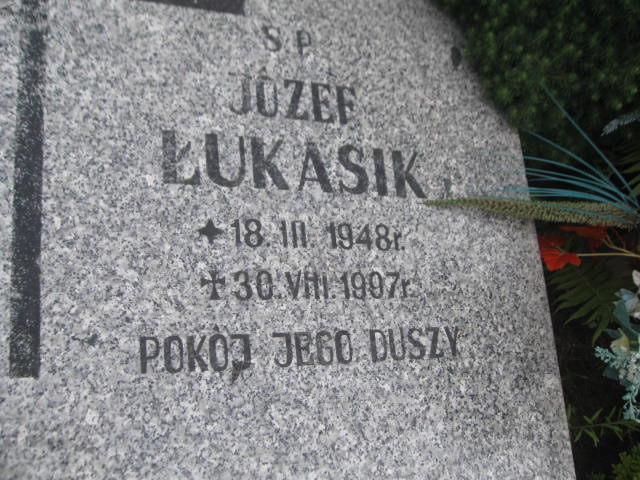 Ś.P.
JÓZEF
ŁUKASIK
18.III.1948r.
30.VIII.1997r.
POKÓJ JEGO DUSZY